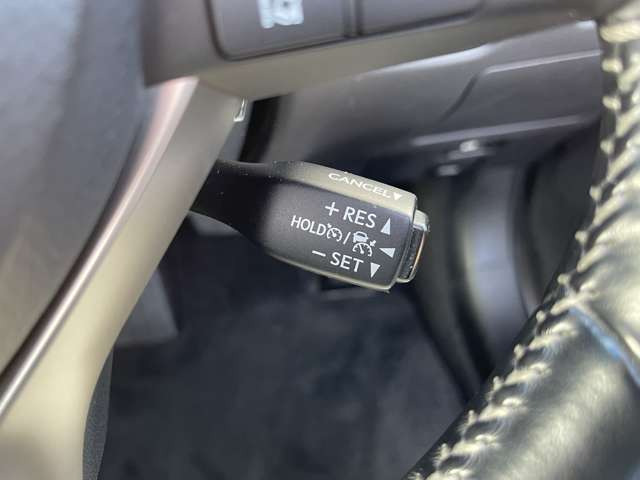 CANCEL▼
+ RES ▲
HOLD / ◀
− SET ▼